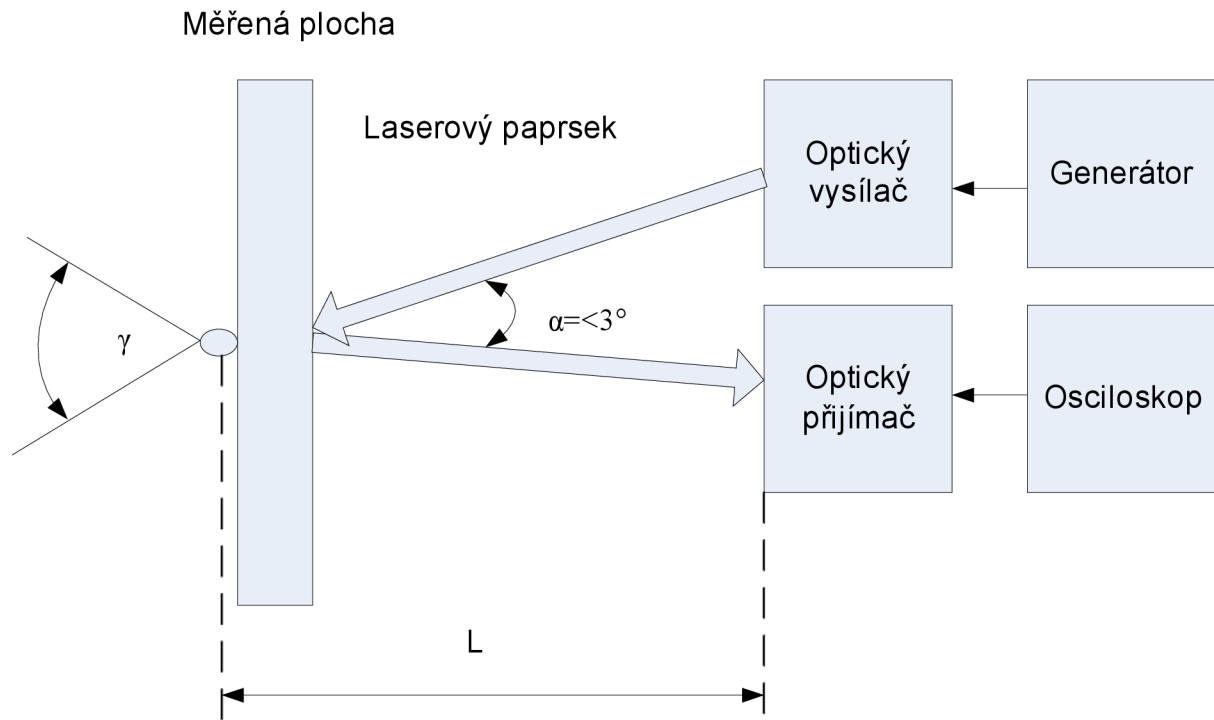 Měřená plocha
Laserový paprsek
Optický
vysílač
Generátor
γ
α=<3°
Optický
přijímač
Osciloskop
L